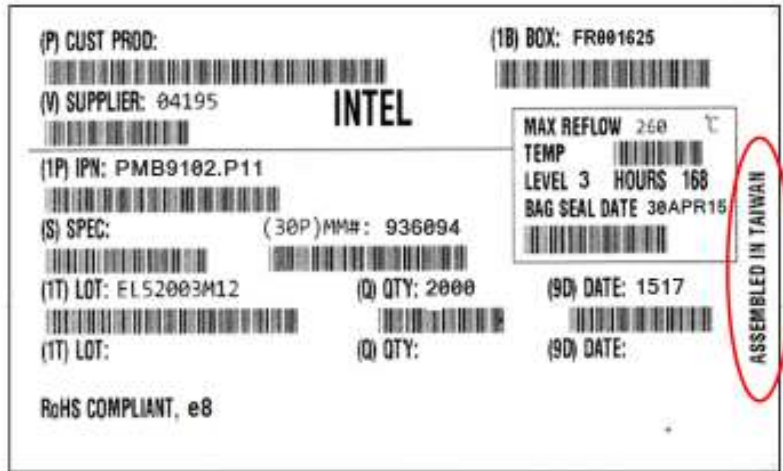 (P) CUST PROD:
(1B) BOX: FR001625
(V) SUPPLIER: 04195
INTEL
MAX REFLOW 260 ℃
TEMP
LEVEL 3 HOURS 168
BAG SEAL DATE 30APR15
(1P) IPN: PMB9102.P11
(S) SPEC:
(30P)MM#: 936094
(1T) LOT: EL52003M12
(Q) QTY: 2000
(9D) DATE: 1517
(1T) LOT:
(Q) QTY:
(9D) DATE:
RoHS COMPLIANT, e8
ASSEMBLED IN TAIWAN